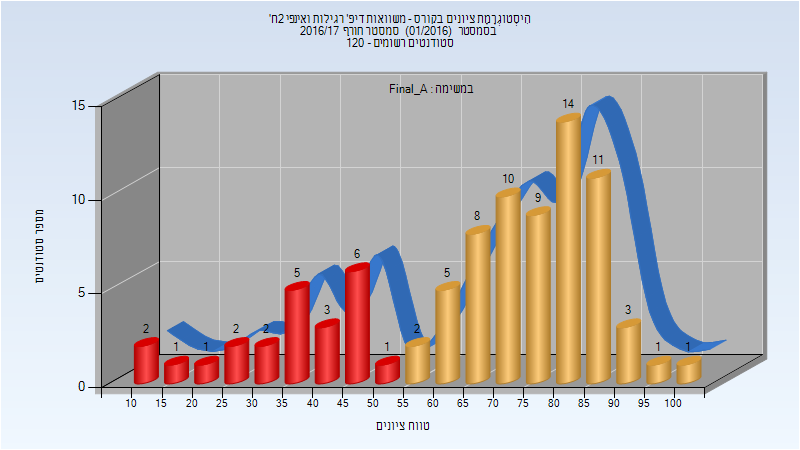 הִיסְטוֹגְרָמַת ציונים בקורס - משוואות דיפ' רגילות ואינפי 2ח'
בסמסטר (01/2016) סמסטר חורף 2016/17
סטודנטים רשומים - 120
במשימה : Final_A
מספר סטודנטים
15
10
5
0
2 1 1 2 2 5 3 6 1 2 5 8 10 9 14 11 3 1 1
10 15 20 25 30 35 40 45 50 55 60 65 70 75 80 85 90 95 100
טווח ציונים